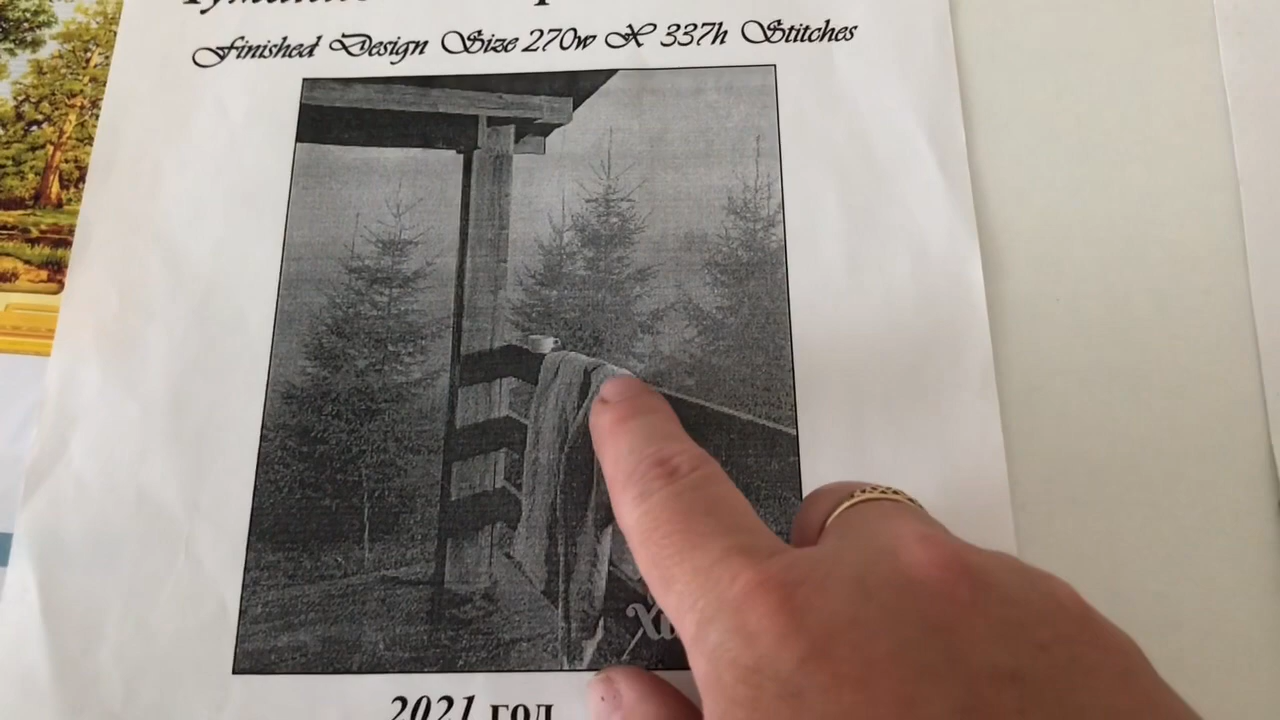 Finished Design Size 270w X 337h Stitches
2021 год